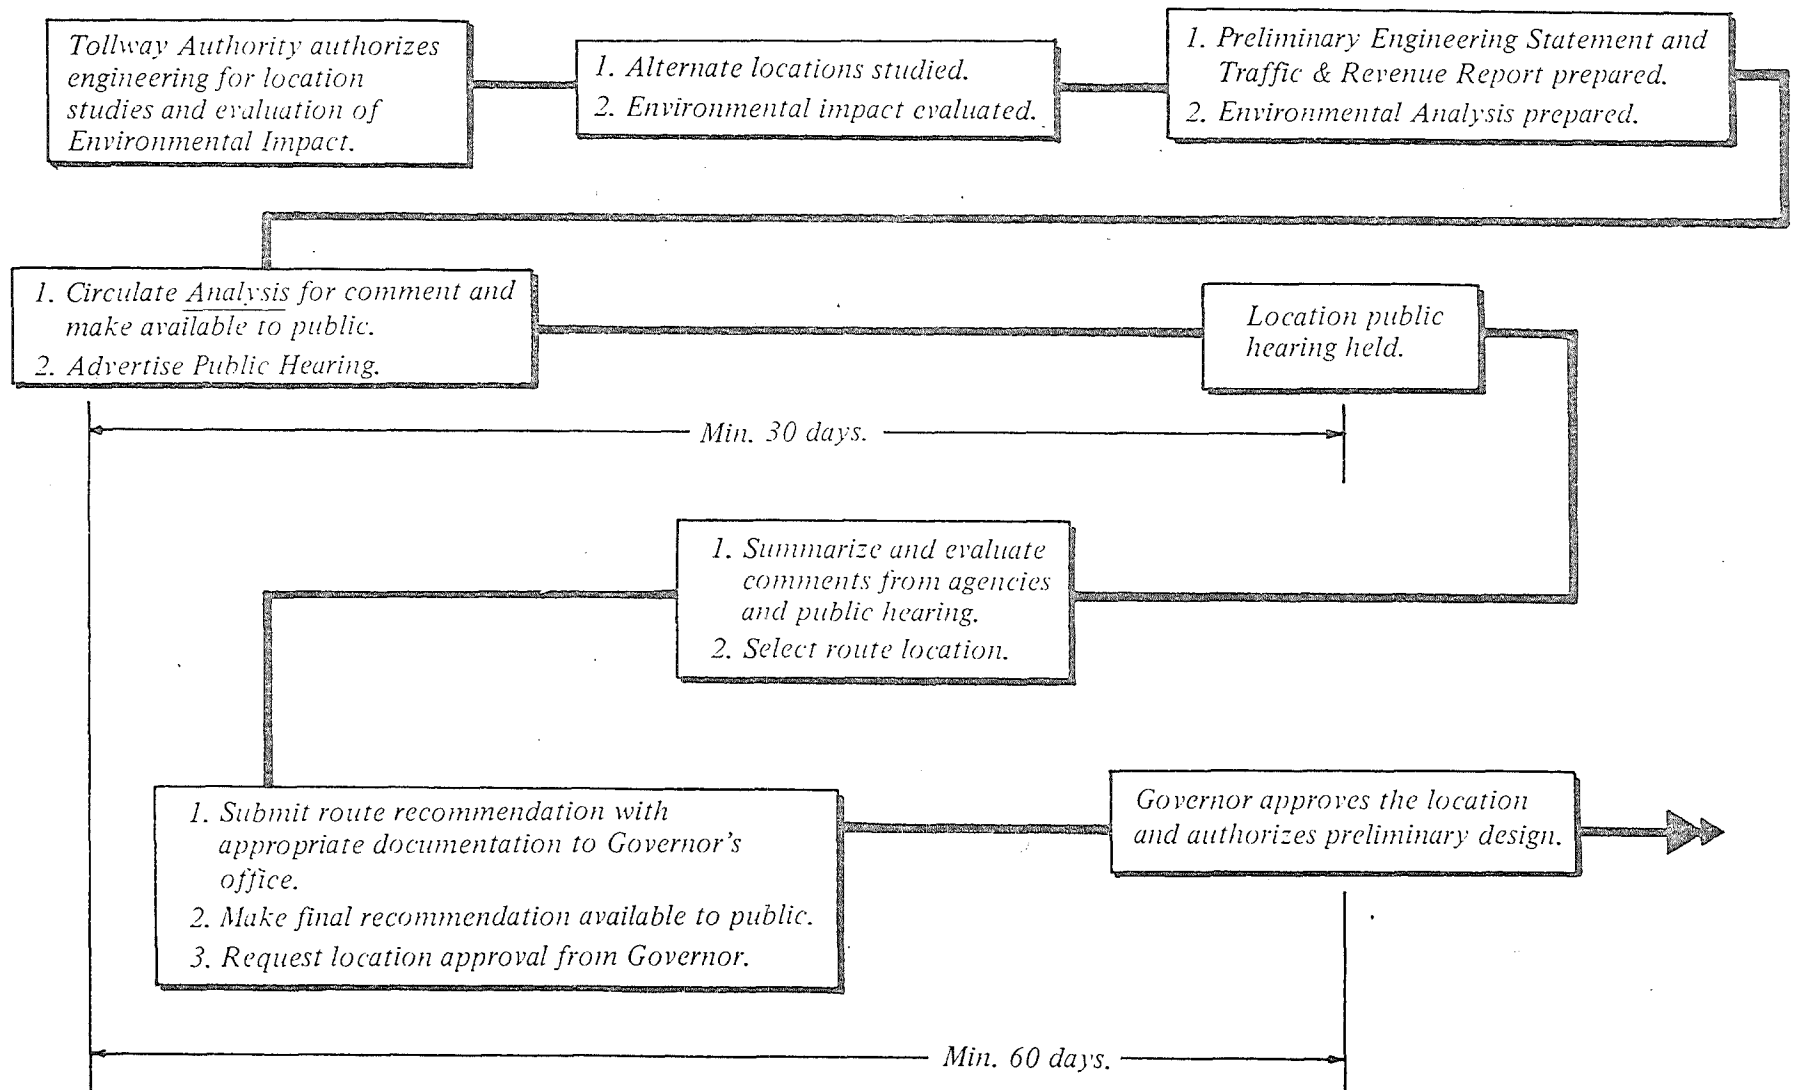 Tollway Authority authorizes
engineering for location
studies and evaluation of
Environmental Impact.
1. Alternate locations studied.
2. Environmental impact evaluated.
1. Preliminary Engineering Statement and
Traffic & Revenue Report prepared.
2. Environmental Analysis prepared.
1. Circulate Analysis for comment and
make available to public.
2. Advertise Public Hearing.
Location public
hearing held.
Min. 30 days.
1. Summarize and evaluate
comments from agencies
and public hearing.
2. Select route location.
1. Submit route recommendation with
appropriate documentation to Governor's
office.
2. Make final recommendation available to public.
3. Request location approval from Governor.
Governor approves the location
and authorizes preliminary design.
Min. 60 days.